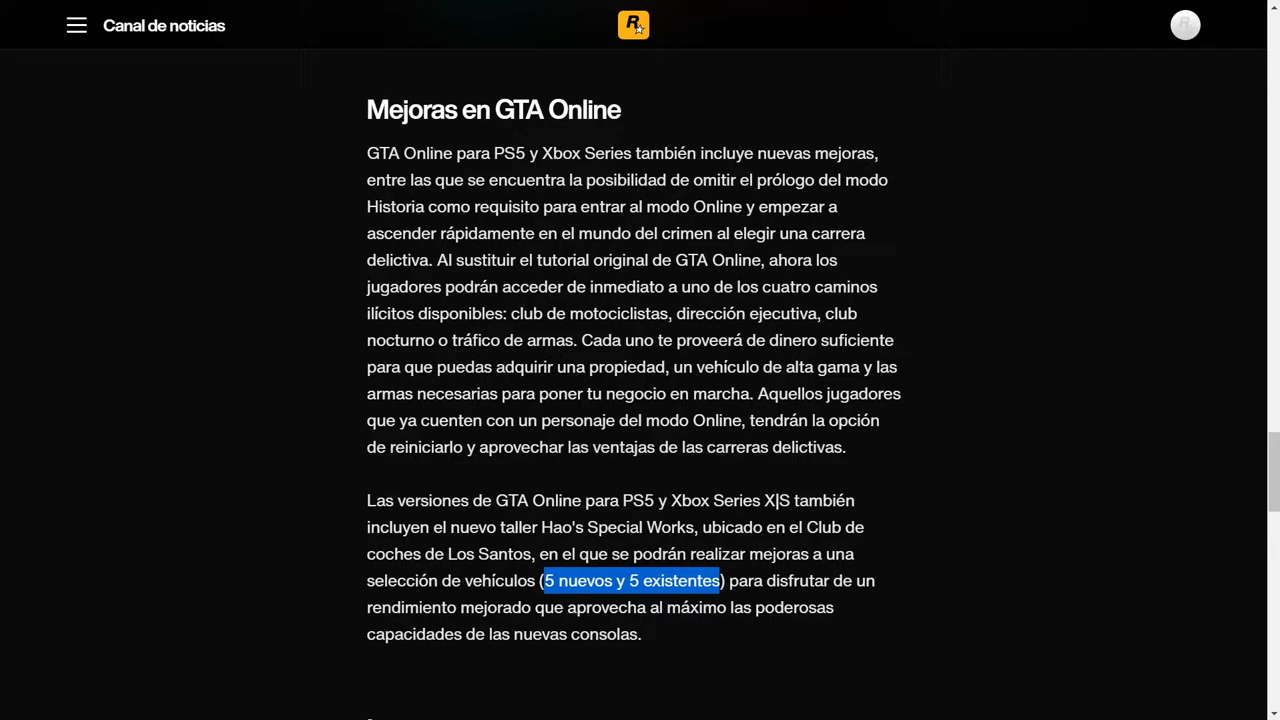 Canal de noticias
R
Mejoras en GTA Online
GTA Online para PS5 y Xbox Series también incluye nuevas mejoras,
entre las que se encuentra la posibilidad de omitir el prólogo del modo
Historia como requisito para entrar al modo Online y empezar a
ascender rápidamente en el mundo del crimen al elegir una carrera
delictiva. Al sustituir el tutorial original de GTA Online, ahora los
jugadores podrán acceder de inmediato a uno de los cuatro caminos
ilícitos disponibles: club de motociclistas, dirección ejecutiva, club
nocturno o tráfico de armas. Cada uno te proveerá de dinero suficiente
para que puedas adquirir una propiedad, un vehículo de alta gama y las
armas necesarias para poner tu negocio en marcha. Aquellos jugadores
que ya cuenten con un personaje del modo Online, tendrán la opción
de reiniciarlo y aprovechar las ventajas de las carreras delictivas.
Las versiones de GTA Online para PS5 y Xbox Series X|S también
incluyen el nuevo taller Hao's Special Works, ubicado en el Club de
coches de Los Santos, en el que se podrán realizar mejoras a una
selección de vehículos (5 nuevos y 5 existentes) para disfrutar de un
rendimiento mejorado que aprovecha al máximo las poderosas
capacidades de las nuevas consolas.